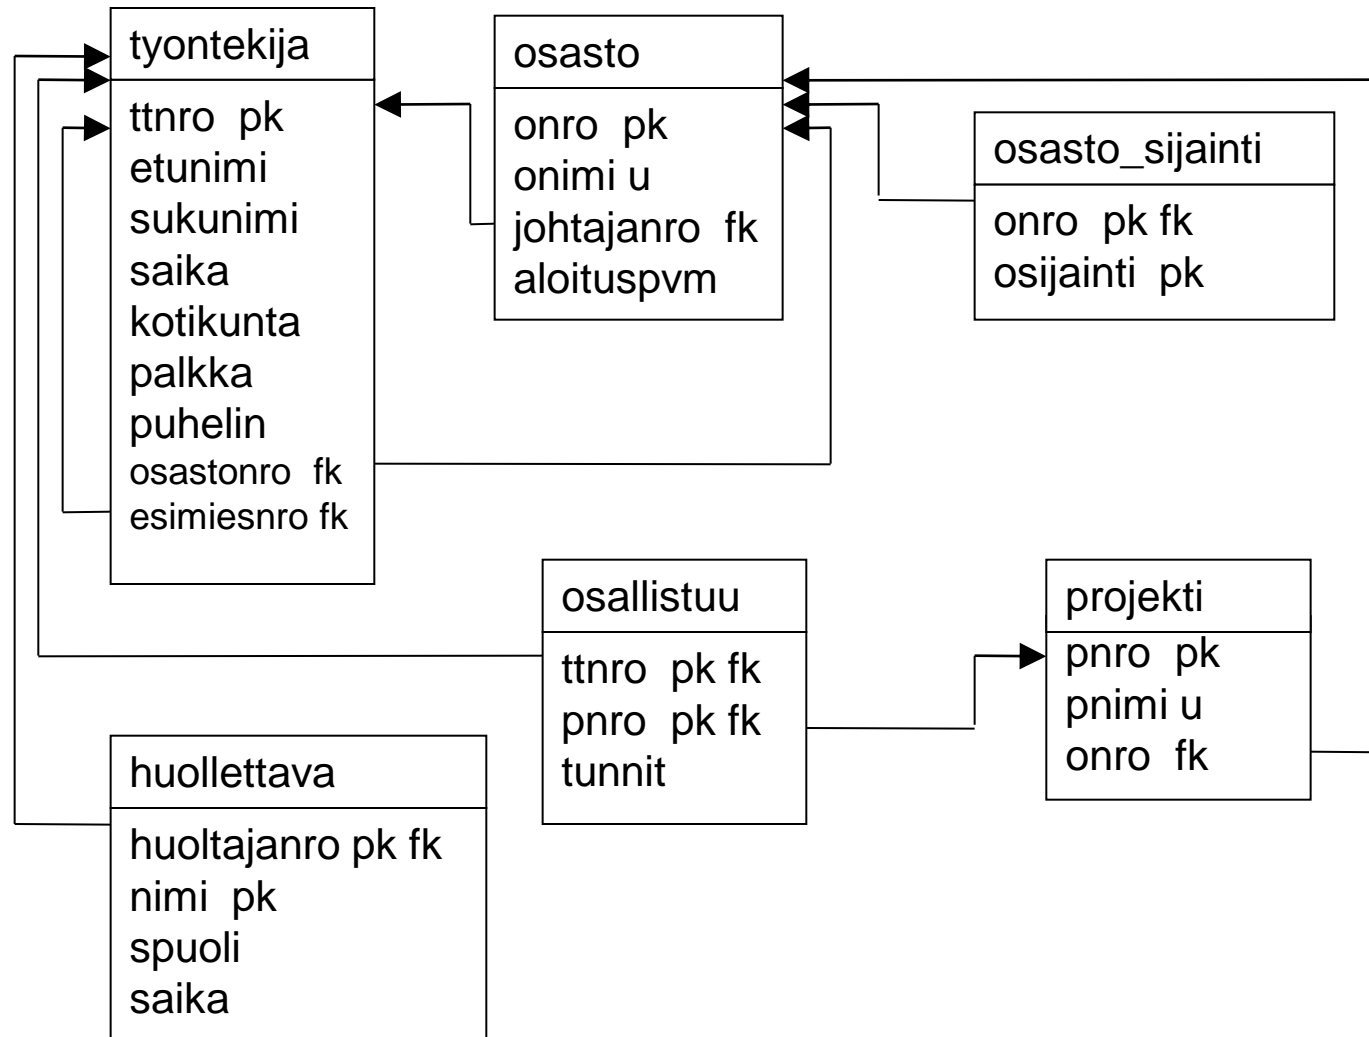 tyontekija
ttnro pk
etunimi
sukunimi
saika
kotikunta
palkka
puhelin
osastonro fk
esimiesnro fk
osasto
onro pk
onimi u
johtajanro fk
aloituspvm
osasto_sijainti
onro pk fk
osijainti pk
osallistuu
ttnro pk fk
pnro pk fk
tunnit
projekti
pnro pk
pnimi u
onro fk
huollettava
huoltajanro pk fk
nimi pk
spuoli
saika